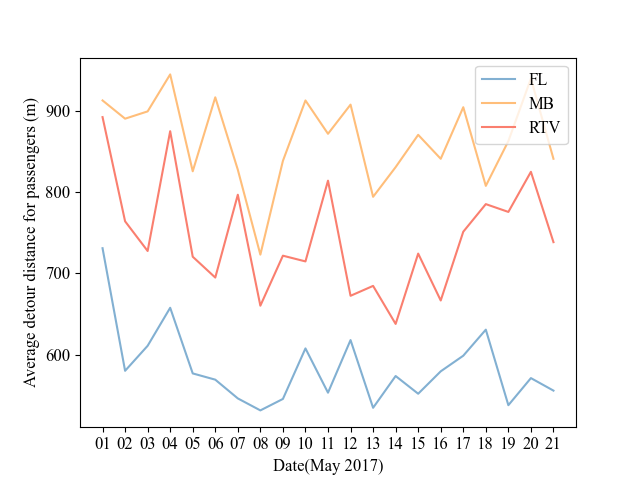 FL
MB
RTV
900
800
700
600
Average detour distance for passengers (m)
01 02 03 04 05 06 07 08 09 10 11 12 13 14 15 16 17 18 19 20 21
Date(May 2017)